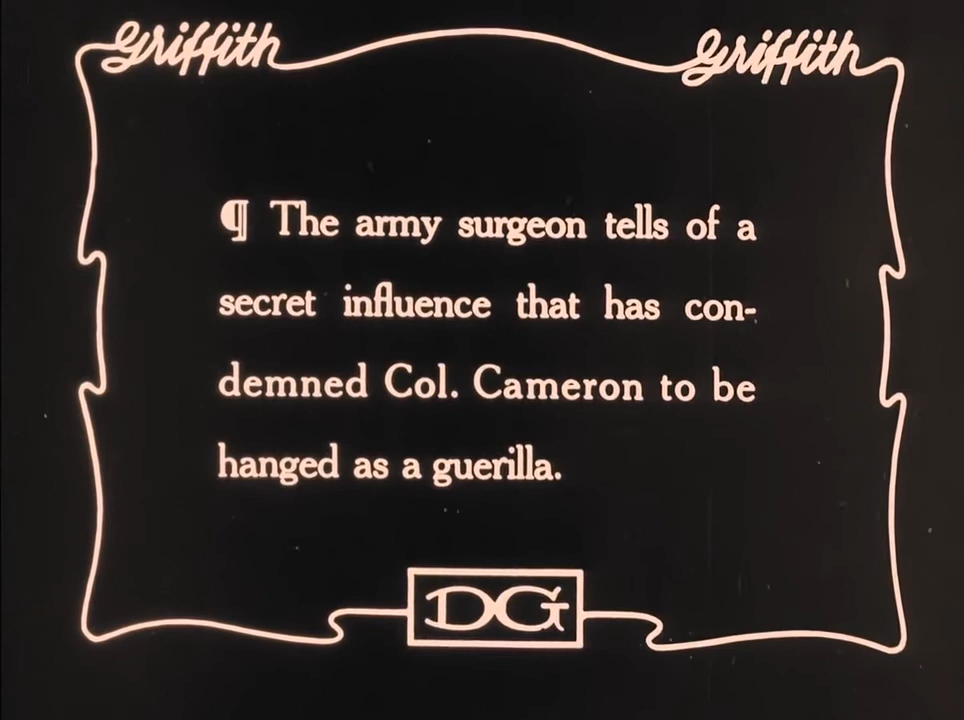 Griffith Griffith
¶ The army surgeon tells of a
secret influence that has con-
demned Col. Cameron to be
hanged as a guerilla.
DG